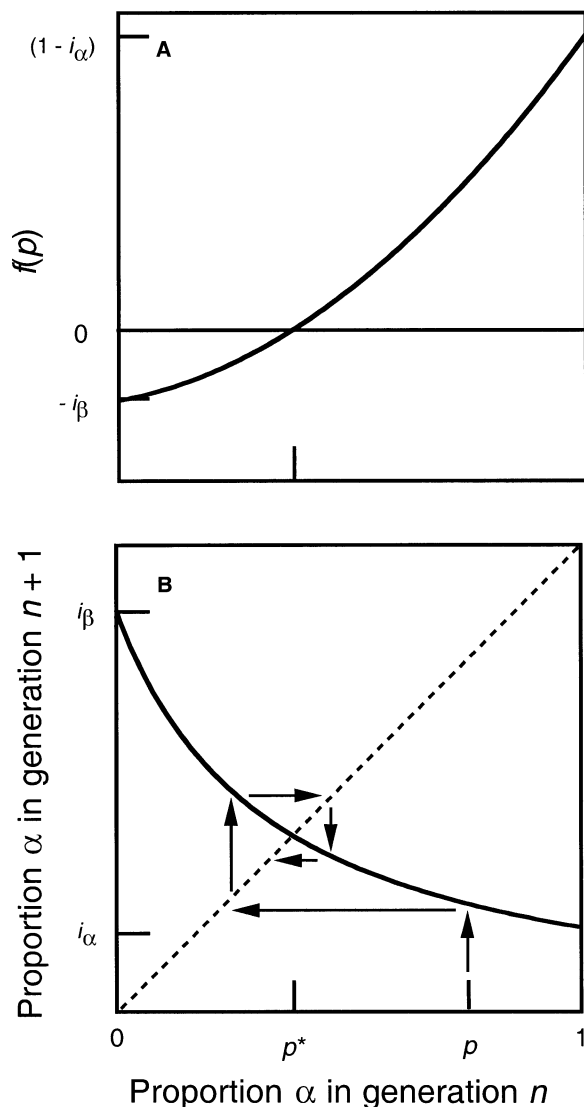 (1 - iα)
A
f(p)
0
- iβ
B
iβ
Proportion α in generation n + 1
iα
0
p*
p
1
Proportion α in generation n